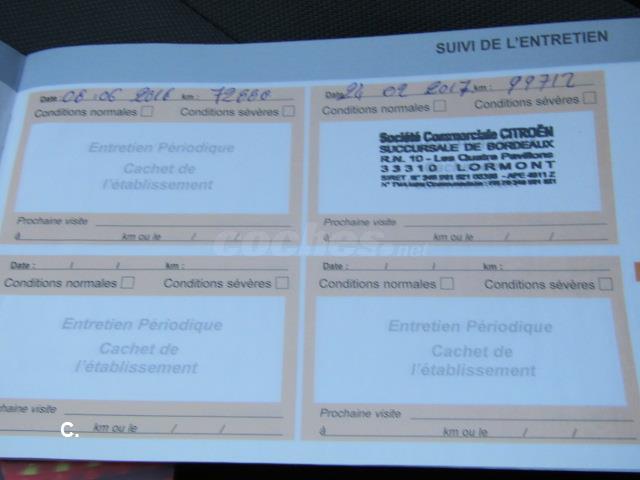 SUIVI DE L'ENTRETIEN
Date : 06 : 06 2016 km : 72660
Conditions normales Conditions sévères
Entretien Périodique
Cachet de
l'établissement
Prochaine visite
à km ou le / /
Date 24 02 2017 km : 99712
Conditions normales Conditions sévères
Société Commerciale CITROËN
SUCCURSALE DE BORDEAUX
R.N. 10 - Les Quatre Pavillons
33310 LORMONT
Prochaine visite
à km ou le / /
coches.net
Date : / / km :
Conditions normales Conditions sévères
Entretien Périodique
Cachet de
l'établissement
chaine visite
C. km ou le / /
Date : / / km :
Conditions normales Conditions sévères
Entretien Périodique
Cachet de
l'établissement
Prochaine visite
à km ou le / /